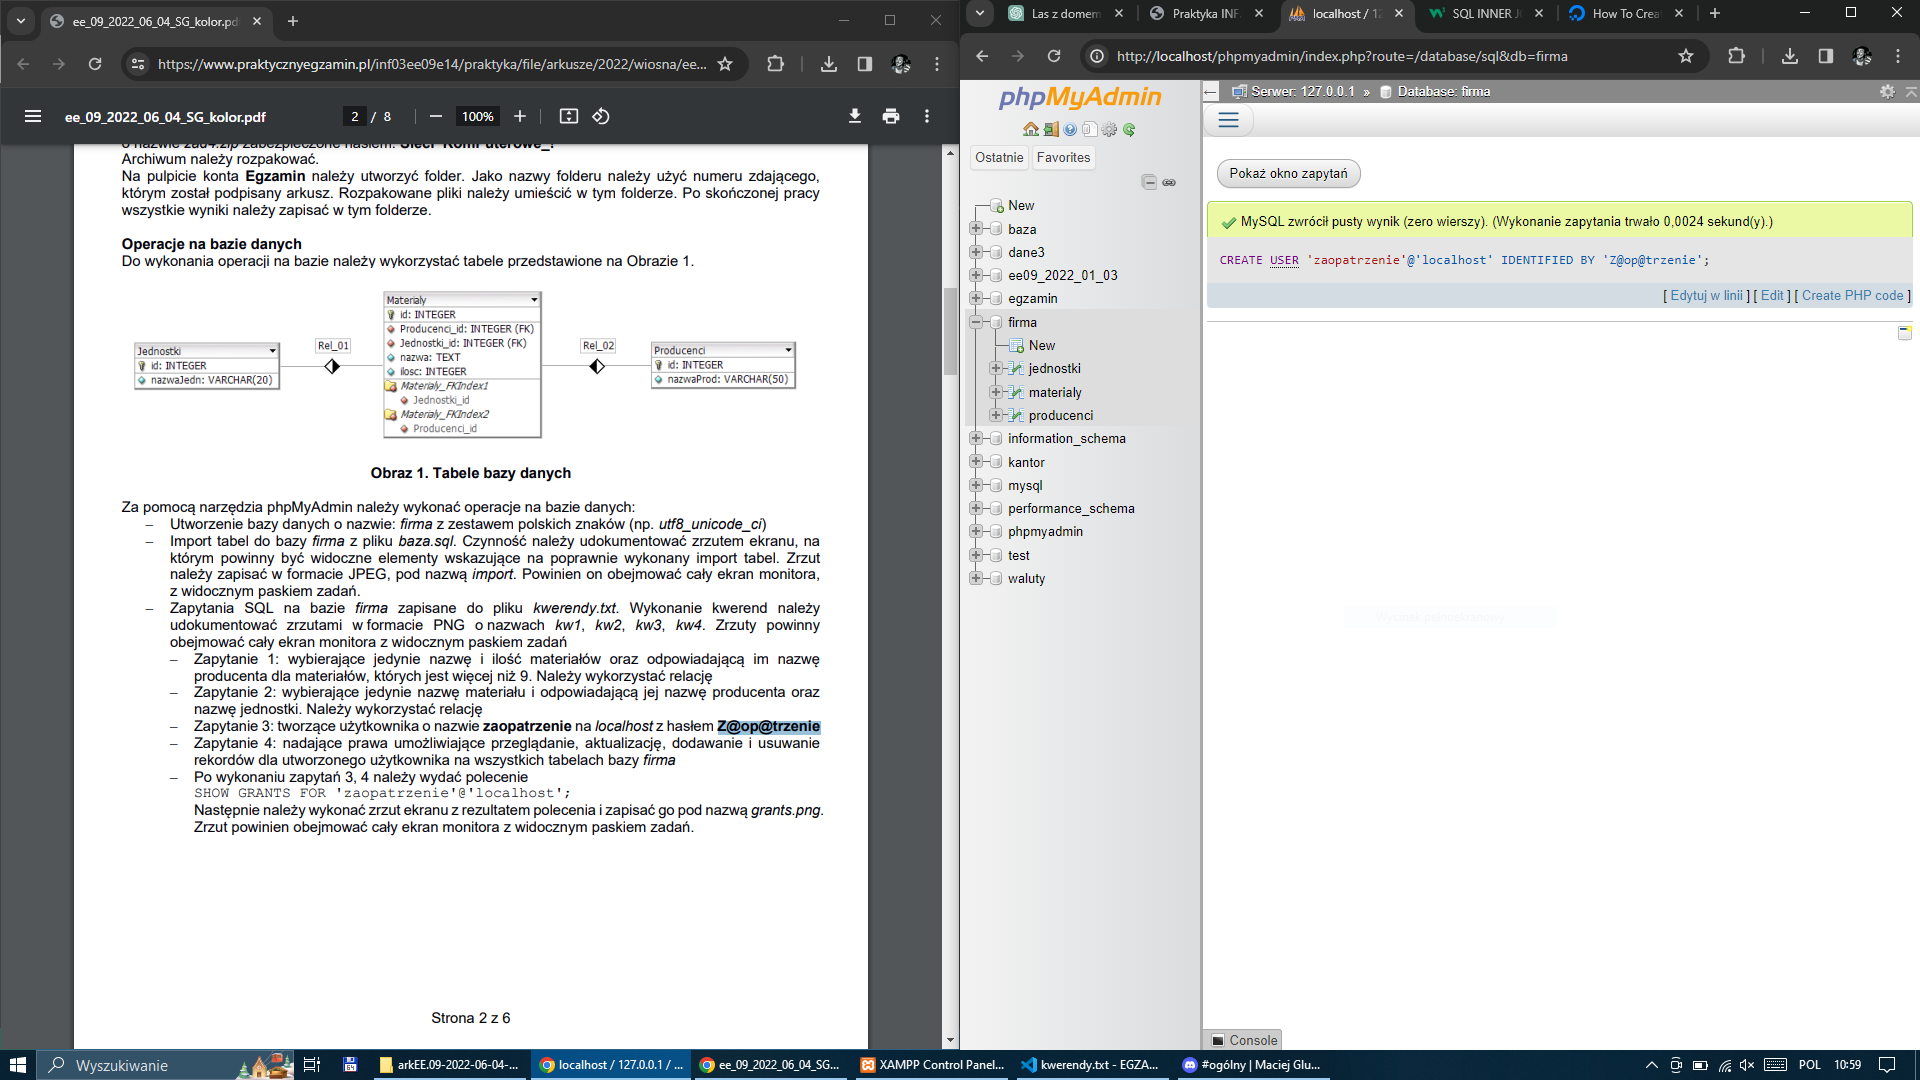 ee_09_2022_06_04_SG_kolor.pd
https://www.praktycznyegzamin.pl/inf03ee09e14/praktyka/file/arkusze/2022/wiosna/ee...
ee_09_2022_06_04_SG_kolor.pdf
2 / 8
100%
Archiwum należy rozpakować.
Na pulpicie konta Egzamin należy utworzyć folder. Jako nazwy folderu należy użyć numeru zdającego,
którym został podpisany arkusz. Rozpakowane pliki należy umieścić w tym folderze. Po skończonej pracy
wszystkie wyniki należy zapisać w tym folderze.
Operacje na bazie danych
Do wykonania operacji na bazie należy wykorzystać tabele przedstawione na Obrazie 1.
Materialy
id: INTEGER
Producenci_id: INTEGER (FK)
Jednostki_id: INTEGER (FK)
nazwa: TEXT
ilosc: INTEGER
Materialy_FKIndex1
Jednostki_id
Materialy_FKIndex2
Producenci_id
Rel_01
Rel_02
Jednostki
id: INTEGER
nazwaJedn: VARCHAR(20)
Producenci
id: INTEGER
nazwaProd: VARCHAR(50)
Obraz 1. Tabele bazy danych
Za pomocą narzędzia phpMyAdmin należy wykonać operacje na bazie danych:
– Utworzenie bazy danych o nazwie: firma z zestawem polskich znaków (np. utf8_unicode_ci)
– Import tabel do bazy firma z pliku baza.sql. Czynność należy udokumentować zrzutem ekranu, na
którym powinny być widoczne elementy wskazujące na poprawnie wykonany import tabel. Zrzut
należy zapisać w formacie JPEG, pod nazwą import. Powinien on obejmować cały ekran monitora,
z widocznym paskiem zadań.
– Zapytania SQL na bazie firma zapisane do pliku kwerendy.txt. Wykonanie kwerend należy
udokumentować zrzutami w formacie PNG o nazwach kw1, kw2, kw3, kw4. Zrzuty powinny
obejmować cały ekran monitora z widocznym paskiem zadań
– Zapytanie 1: wybierające jedynie nazwę i ilość materiałów oraz odpowiadającą im nazwę
producenta dla materiałów, których jest więcej niż 9. Należy wykorzystać relację
– Zapytanie 2: wybierające jedynie nazwę materiału i odpowiadającą jej nazwę producenta oraz
nazwę jednostki. Należy wykorzystać relację
– Zapytanie 3: tworzące użytkownika o nazwie zaopatrzenie na localhost z hasłem Z@op@trzenie
– Zapytanie 4: nadające prawa umożliwiające przeglądanie, aktualizację, dodawanie i usuwanie
rekordów dla utworzonego użytkownika na wszystkich tabelach bazy firma
– Po wykonaniu zapytań 3, 4 należy wydać polecenie
SHOW GRANTS FOR 'zaopatrzenie'@'localhost';
Następnie należy wykonać zrzut ekranu z rezultatem polecenia i zapisać go pod nazwą grants.png.
Zrzut powinien obejmować cały ekran monitora z widocznym paskiem zadań.
Strona 2 z 6
Las z domem
Praktyka INF.
localhost / 12
SQL INNER JO
How To Crea
http://localhost/phpmyadmin/index.php?route=/database/sql&db=firma
phpMyAdmin
Ostatnie
Favorites
New
baza
dane3
ee09_2022_01_03
egzamin
firma
New
jednostki
materialy
producenci
information_schema
kantor
mysql
performance_schema
phpmyadmin
test
waluty
Serwer: 127.0.0.1 » Database: firma
Pokaż okno zapytań
MySQL zwrócił pusty wynik (zero wierszy). (Wykonanie zapytania trwało 0,0024 sekund(y).)
CREATE USER 'zaopatrzenie'@'localhost' IDENTIFIED BY 'Z@op@trzenie';
[ Edytuj w linii ] [ Edit ] [ Create PHP code ]
Console
Wyszukiwanie
arkEE.09-2022-06-04-...
localhost / 127.0.0.1 / ...
ee_09_2022_06_04_SG...
XAMPP Control Panel...
kwerendy.txt - EGZA...
#ogólny | Maciej Glu...
POL
10:59